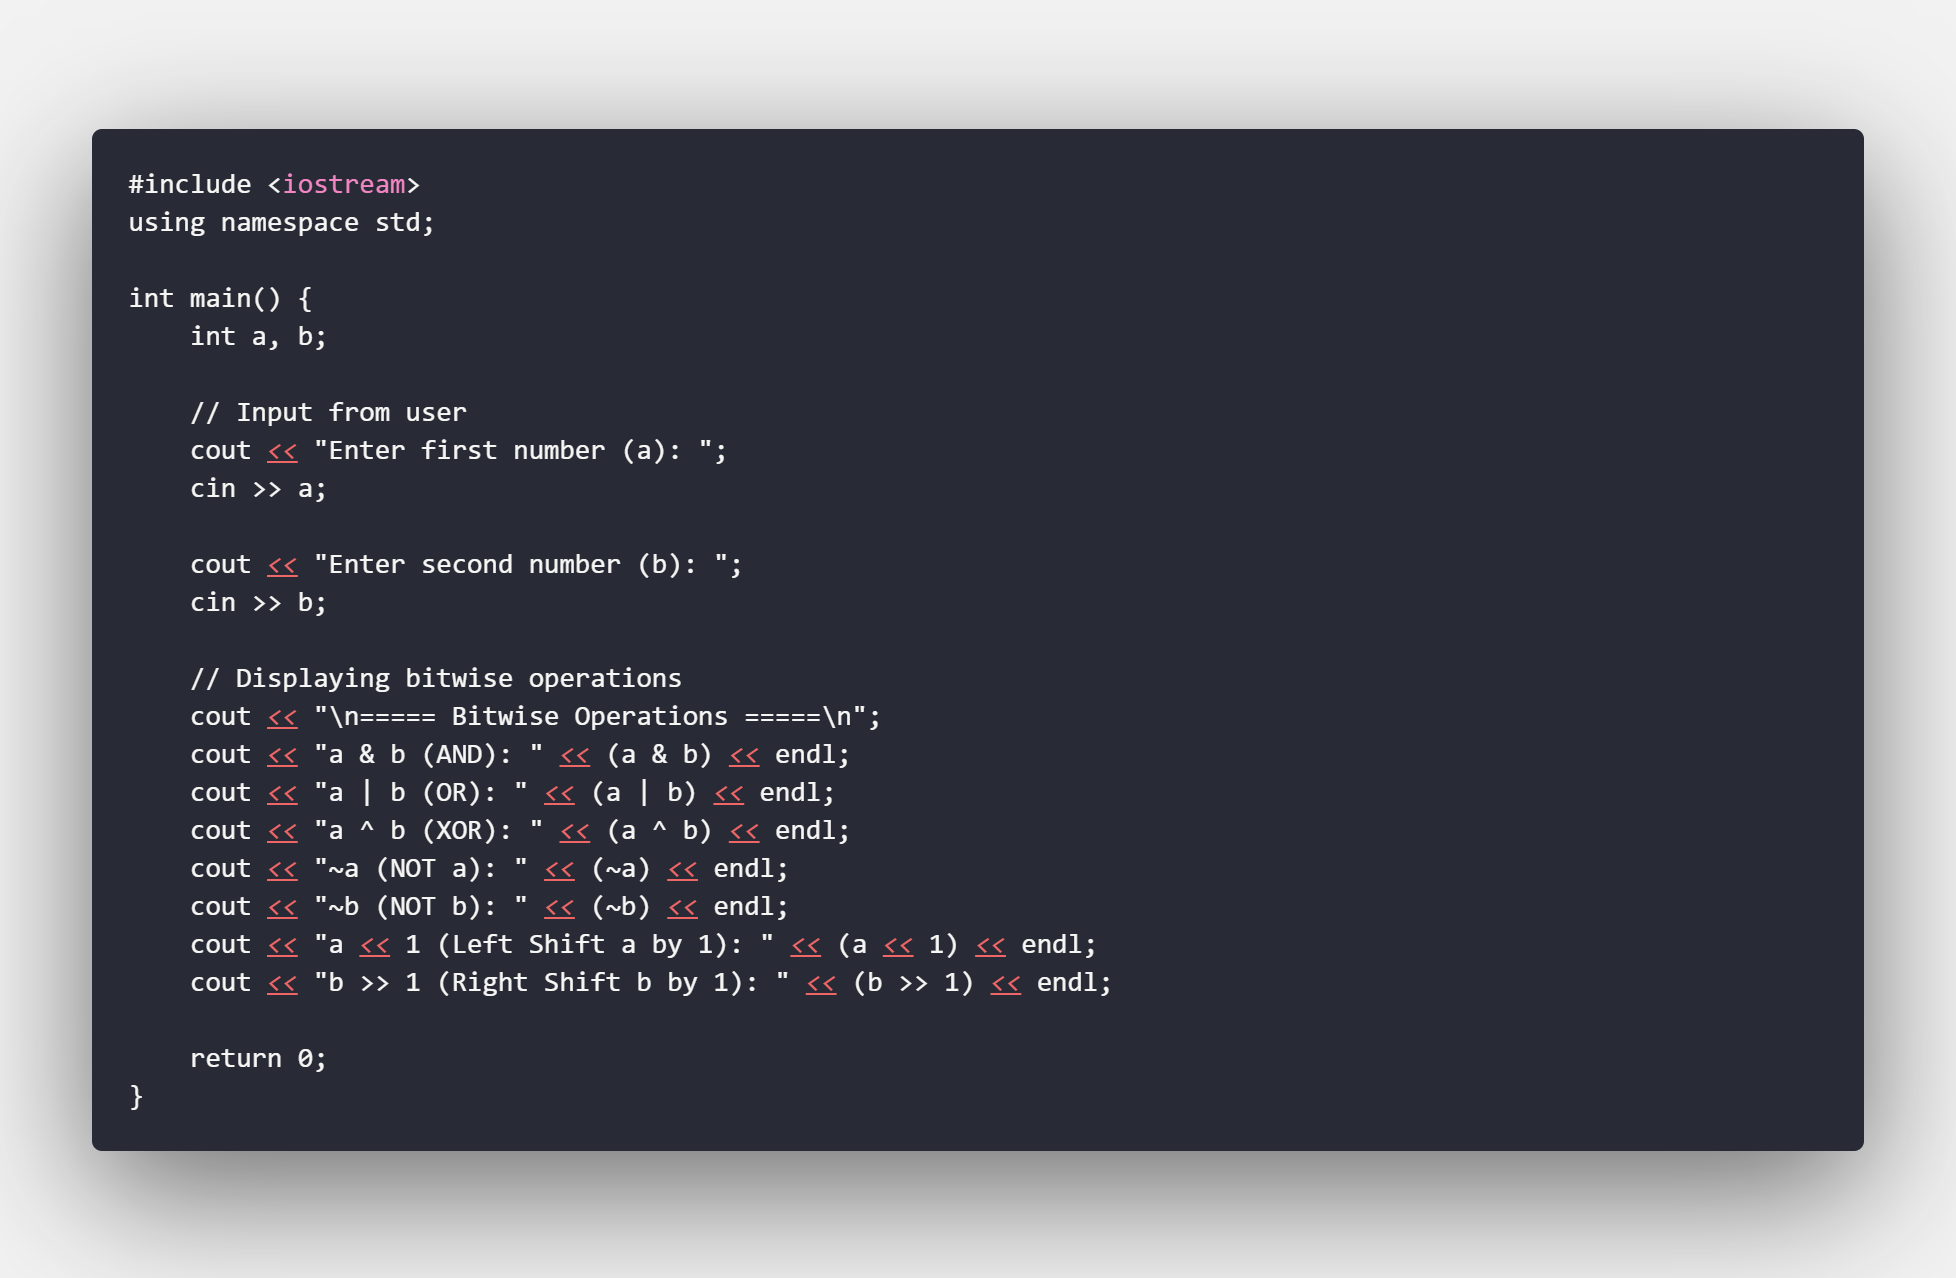 #include <iostream>
using namespace std;

int main() {
    int a, b;

    // Input from user
    cout << "Enter first number (a): ";
    cin >> a;

    cout << "Enter second number (b): ";
    cin >> b;

    // Displaying bitwise operations
    cout << "\n===== Bitwise Operations =====\n";
    cout << "a & b (AND): " << (a & b) << endl;
    cout << "a | b (OR): " << (a | b) << endl;
    cout << "a ^ b (XOR): " << (a ^ b) << endl;
    cout << "~a (NOT a): " << (~a) << endl;
    cout << "~b (NOT b): " << (~b) << endl;
    cout << "a << 1 (Left Shift a by 1): " << (a << 1) << endl;
    cout << "b >> 1 (Right Shift b by 1): " << (b >> 1) << endl;

    return 0;
}